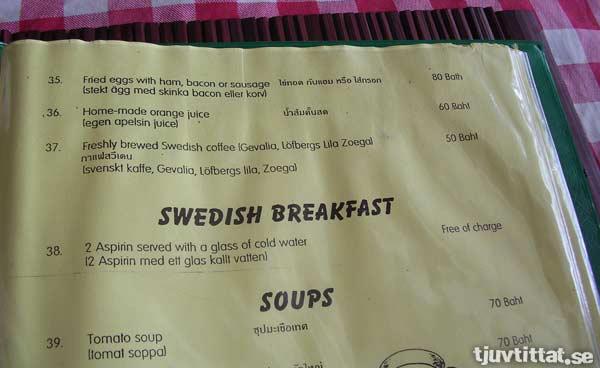 35. Fried eggs with ham, bacon or sausage ไข่ทอด กับแฮม หรือ ไส้กรอก 80 Bath
(stekt ägg med skinka bacon eller korv)
36. Home-made orange juice น้ำส้มคั้นสด 60 Baht
(egen apelsin juice)
37. Freshly brewed Swedish coffee (Gevalia, Löfbergs Lila Zoega) 50 Baht
กาแฟสวีเดน
(svenskt kaffe, Gevalia, Löfbergs lila, Zoega)
SWEDISH BREAKFAST
38. 2 Aspirin served with a glass of cold water Free of charge
(2 Aspirin med ett glas kallt vatten)
SOUPS
70 Baht
39. Tomato soup ซุปมะเขือเทศ
(tomat soppa) 70 Baht
tjuvtittat.se